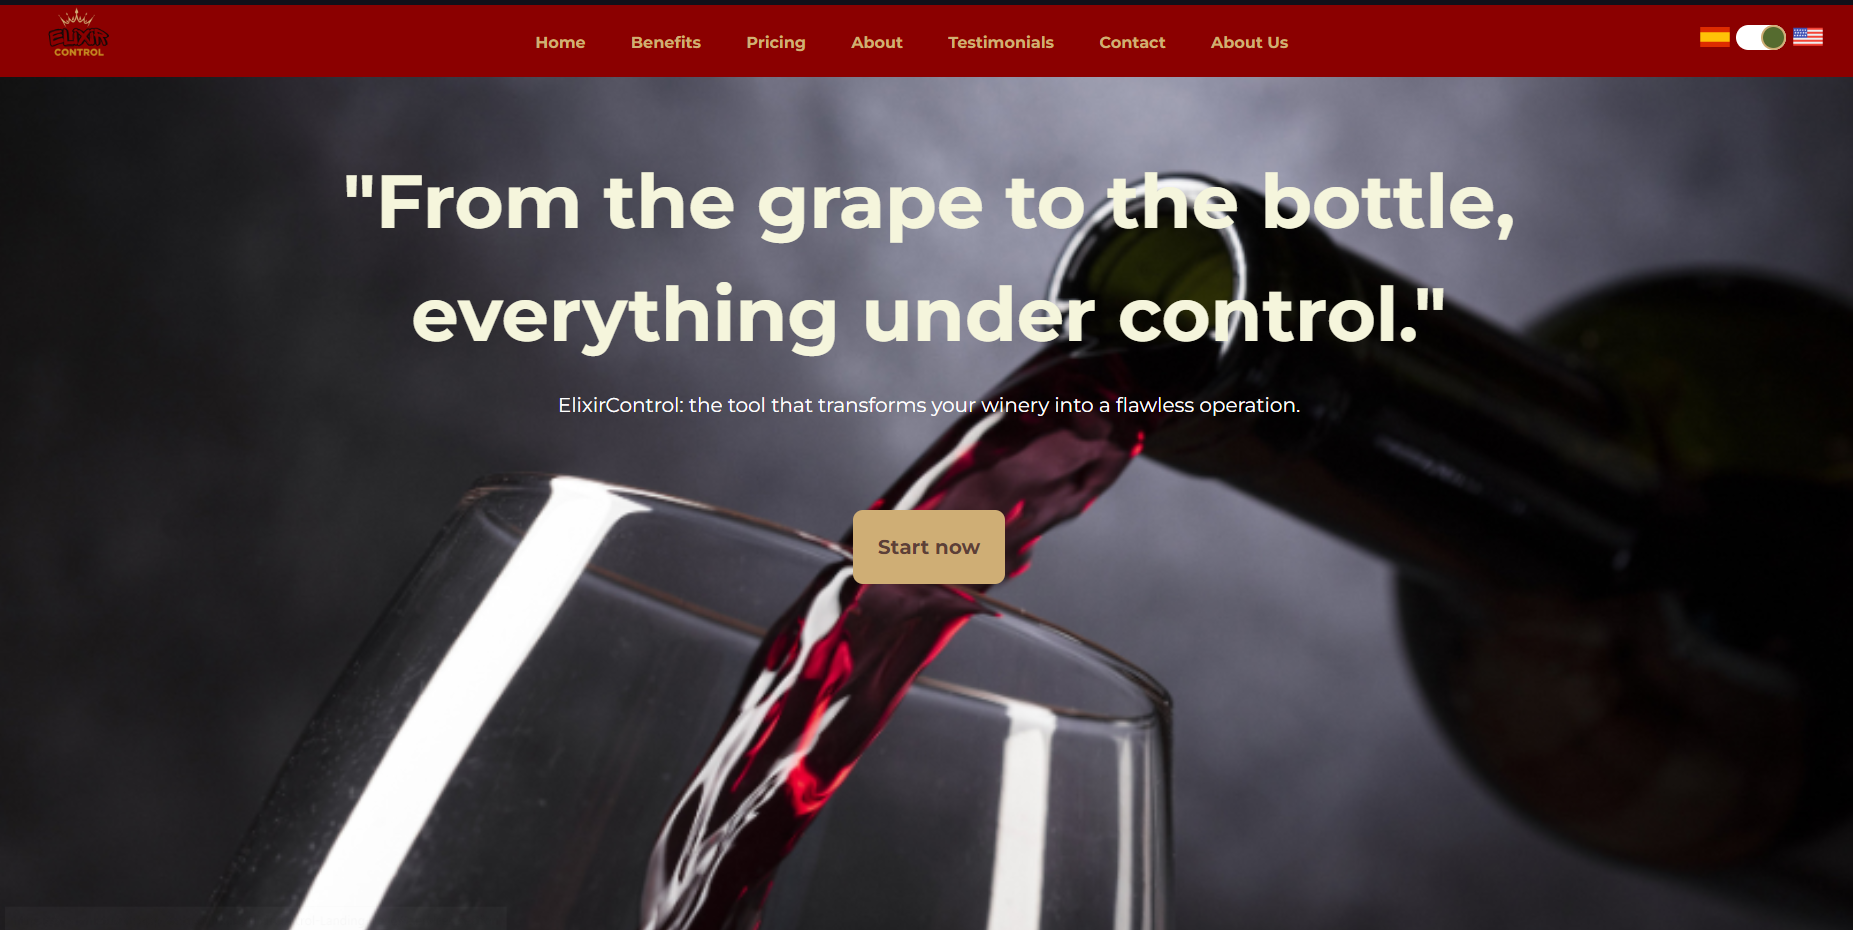 ELIXIR
CONTROL
Home Benefits Pricing About Testimonials Contact About Us
"From the grape to the bottle,
everything under control."
ElixirControl: the tool that transforms your winery into a flawless operation.
Start now